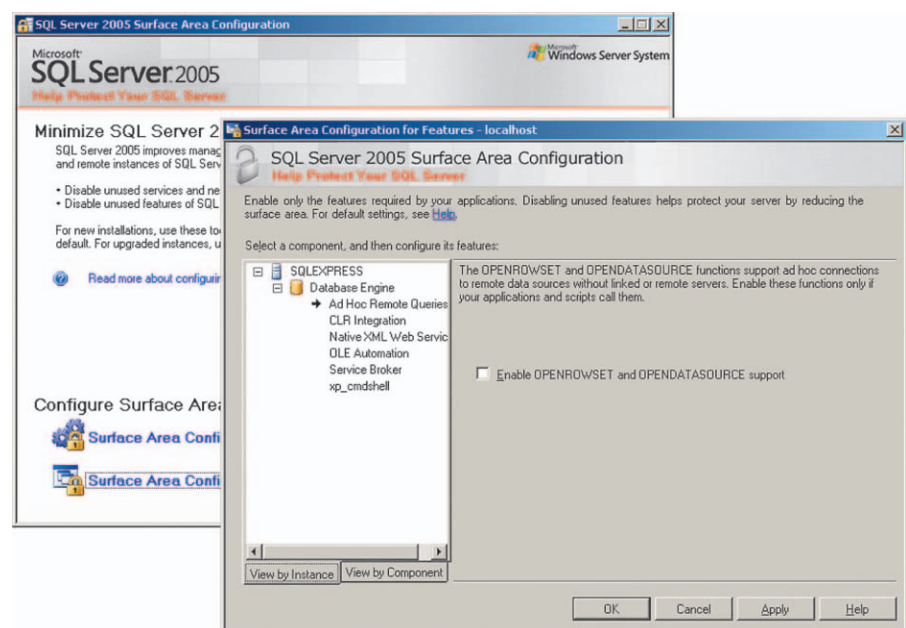 SQL Server 2005 Surface Area Configuration
Microsoft
SQL Server 2005
Help Protect Your SQL Server
Microsoft
Windows Server System
Minimize SQL Server 2
SQL Server 2005 improves manag
and remote instances of SQL Serv
• Disable unused services and ne
• Disable unused features of SQL
For new installations, use these to
default. For upgraded instances, u
Read more about configurir
Configure Surface Area
Surface Area Confi
Surface Area Confi
Surface Area Configuration for Features - localhost
SQL Server 2005 Surface Area Configuration
Help Protect Your SQL Server
Enable only the features required by your applications. Disabling unused features helps protect your server by reducing the
surface area. For default settings, see Help.
Select a component, and then configure its features:
SQLEXPRESS
Database Engine
Ad Hoc Remote Queries
CLR Integration
Native XML Web Servic
OLE Automation
Service Broker
xp_cmdshell
The OPENROWSET and OPENDATASOURCE functions support ad hoc connections
to remote data sources without linked or remote servers. Enable these functions only if
your applications and scripts call them.
Enable OPENROWSET and OPENDATASOURCE support
View by Instance
View by Component
OK
Cancel
Apply
Help